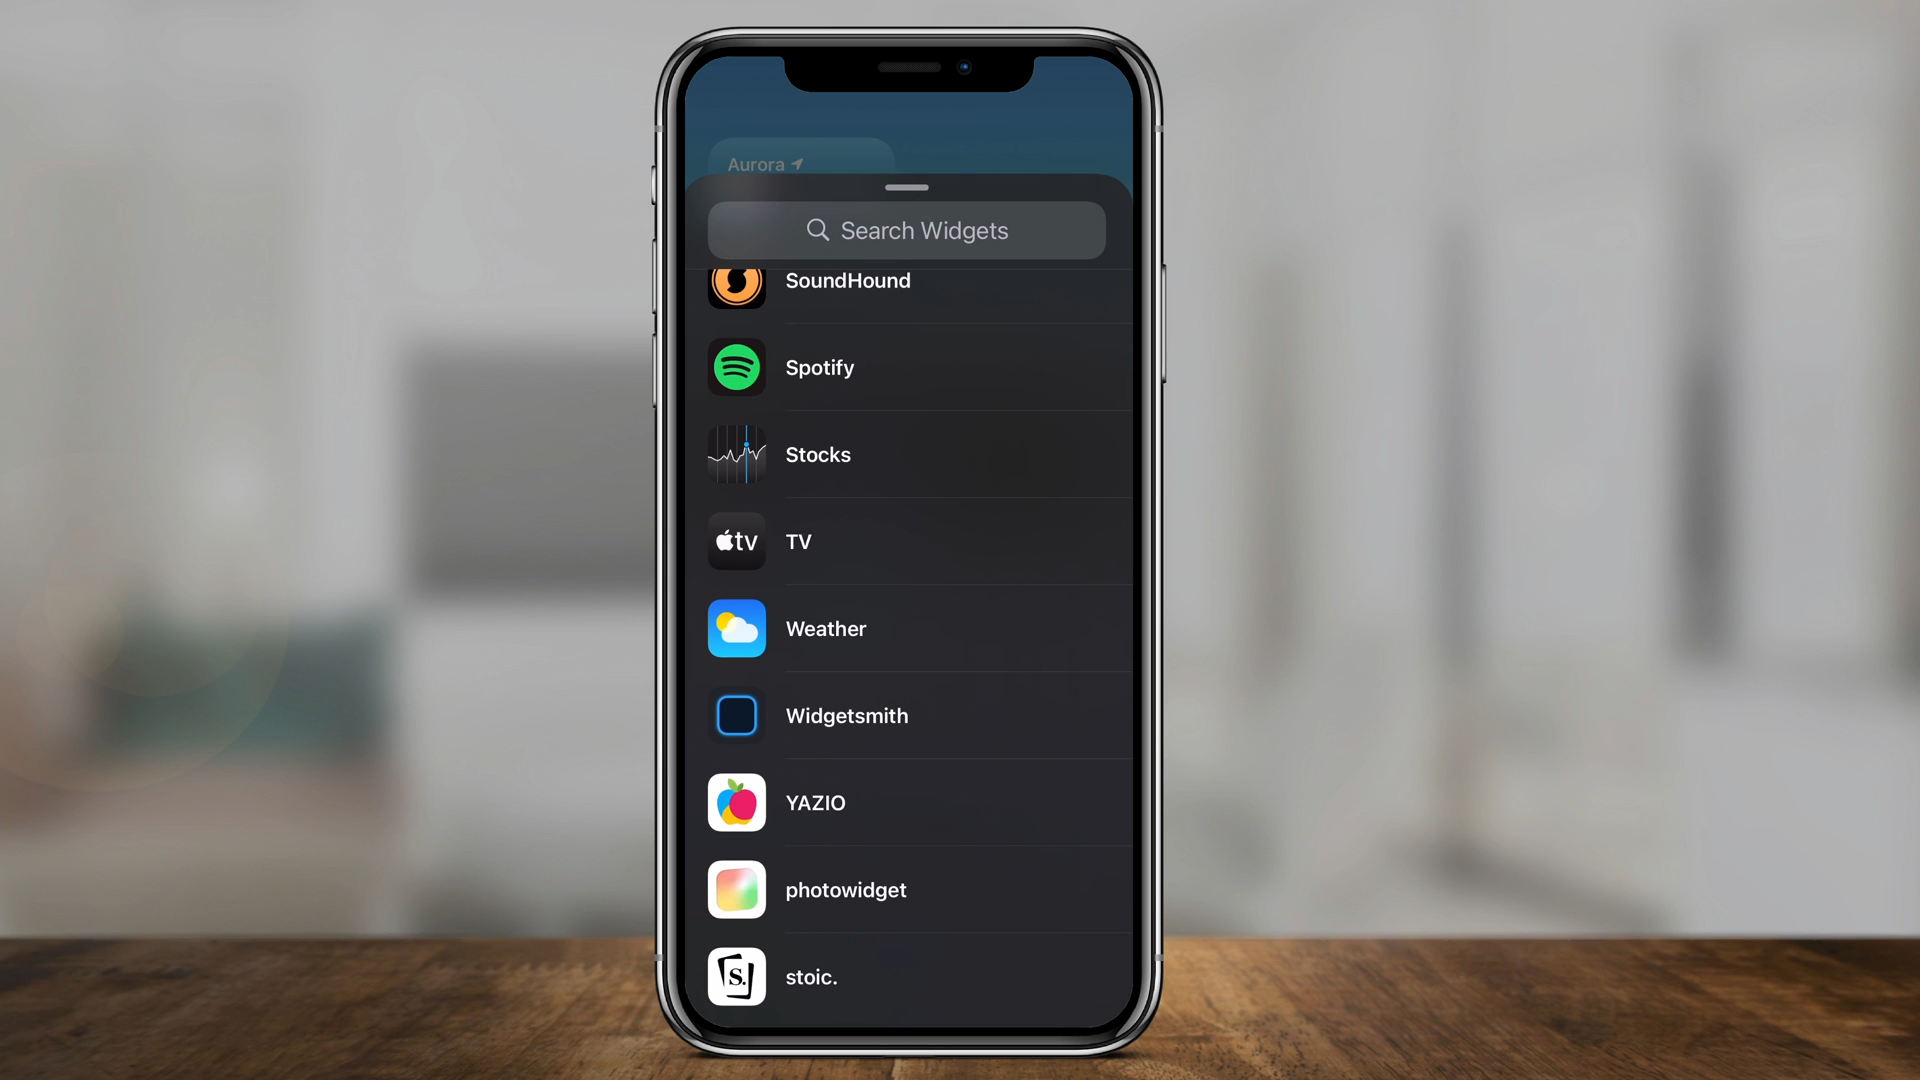 Aurora
Search Widgets
SoundHound
Spotify
Stocks
tv TV
Weather
Widgetsmith
YAZIO
photowidget
S. stoic.